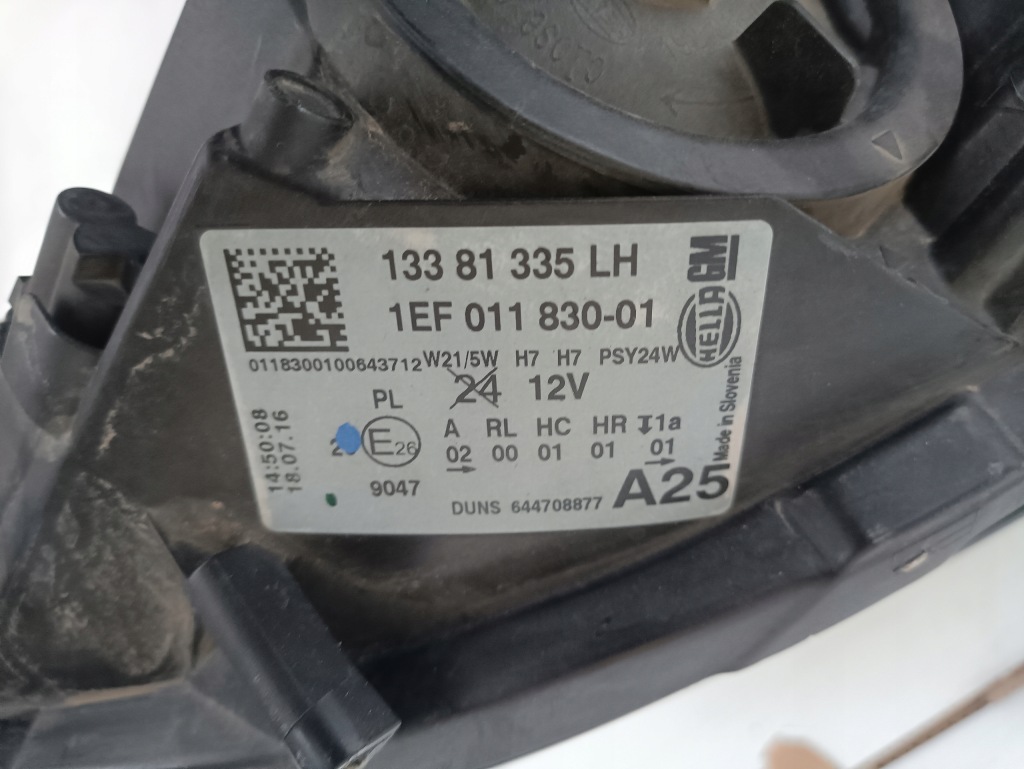 CLOSE
133 81 335 LH
GM
1EF 011 830-01
HELLA
0118300100643712 W21/5W H7 H7 PSY24W
24 12V
PL
Made in Slovenia
14:50:08
18.07.16
E26
A RL HC HR 1a
02 00 01 01 01
9047
DUNS 644708877
A25